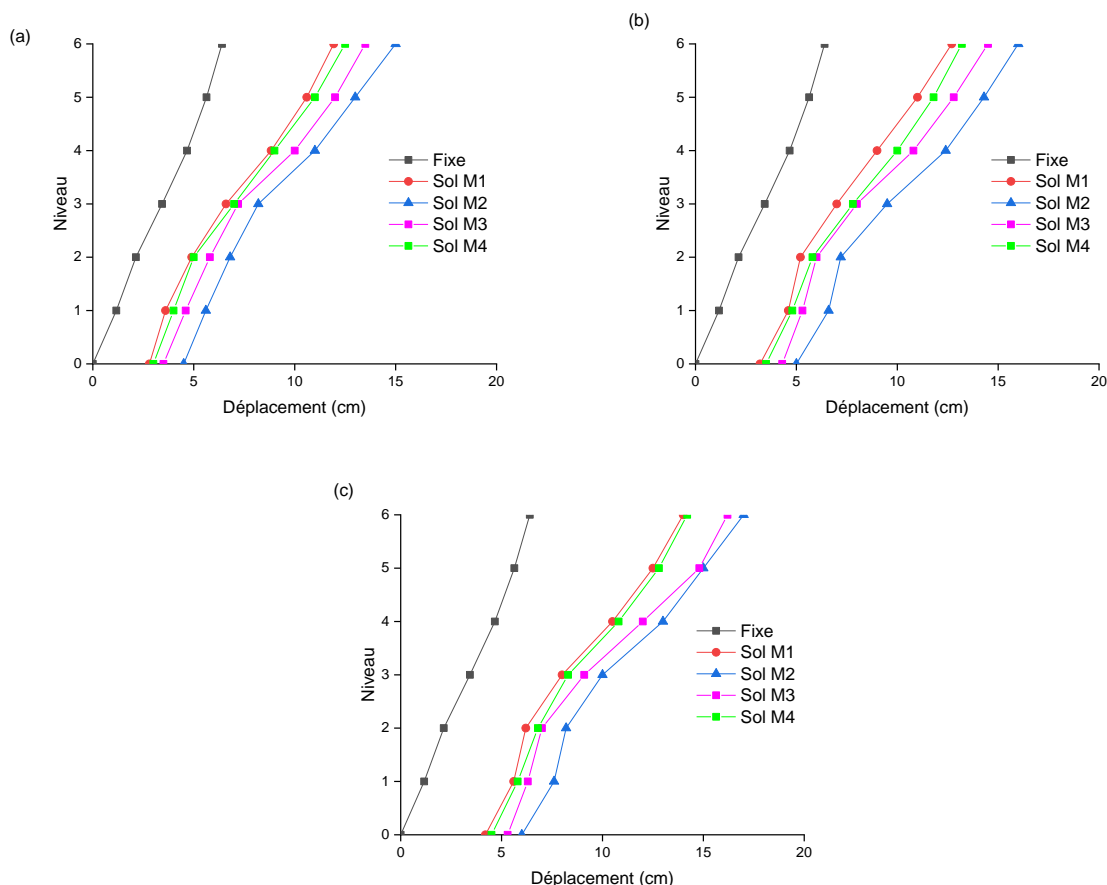 (a)
6
5
4
3
2
1
0
Niveau
0 5 10 15 20
Déplacement (cm)
Fixe
Sol M1
Sol M2
Sol M3
Sol M4
(b)
6
5
4
3
2
1
0
Niveau
0 5 10 15 20
Déplacement (cm)
Fixe
Sol M1
Sol M2
Sol M3
Sol M4
(c)
6
5
4
3
2
1
0
Niveau
0 5 10 15 20
Déplacement (cm)
Fixe
Sol M1
Sol M2
Sol M3
Sol M4